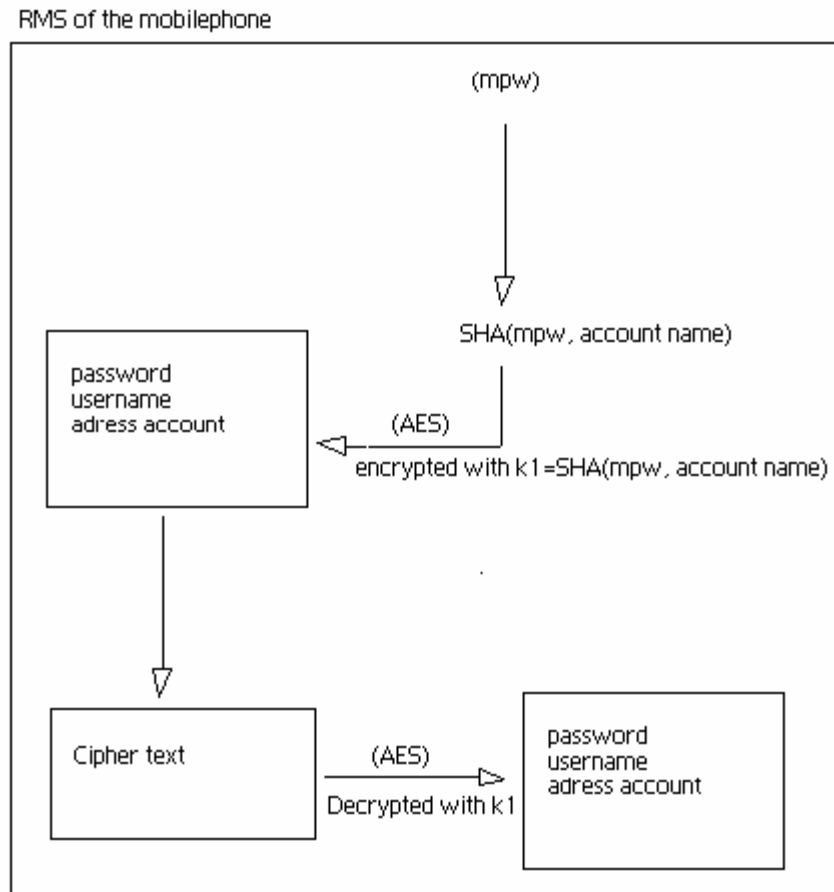 RMS of the mobilephone
(mpw)
SHA(mpw, account name)
password
username
adress account
(AES)
encrypted with k1=SHA(mpw, account name)
Cipher text
(AES)
Decrypted with k1
password
username
adress account